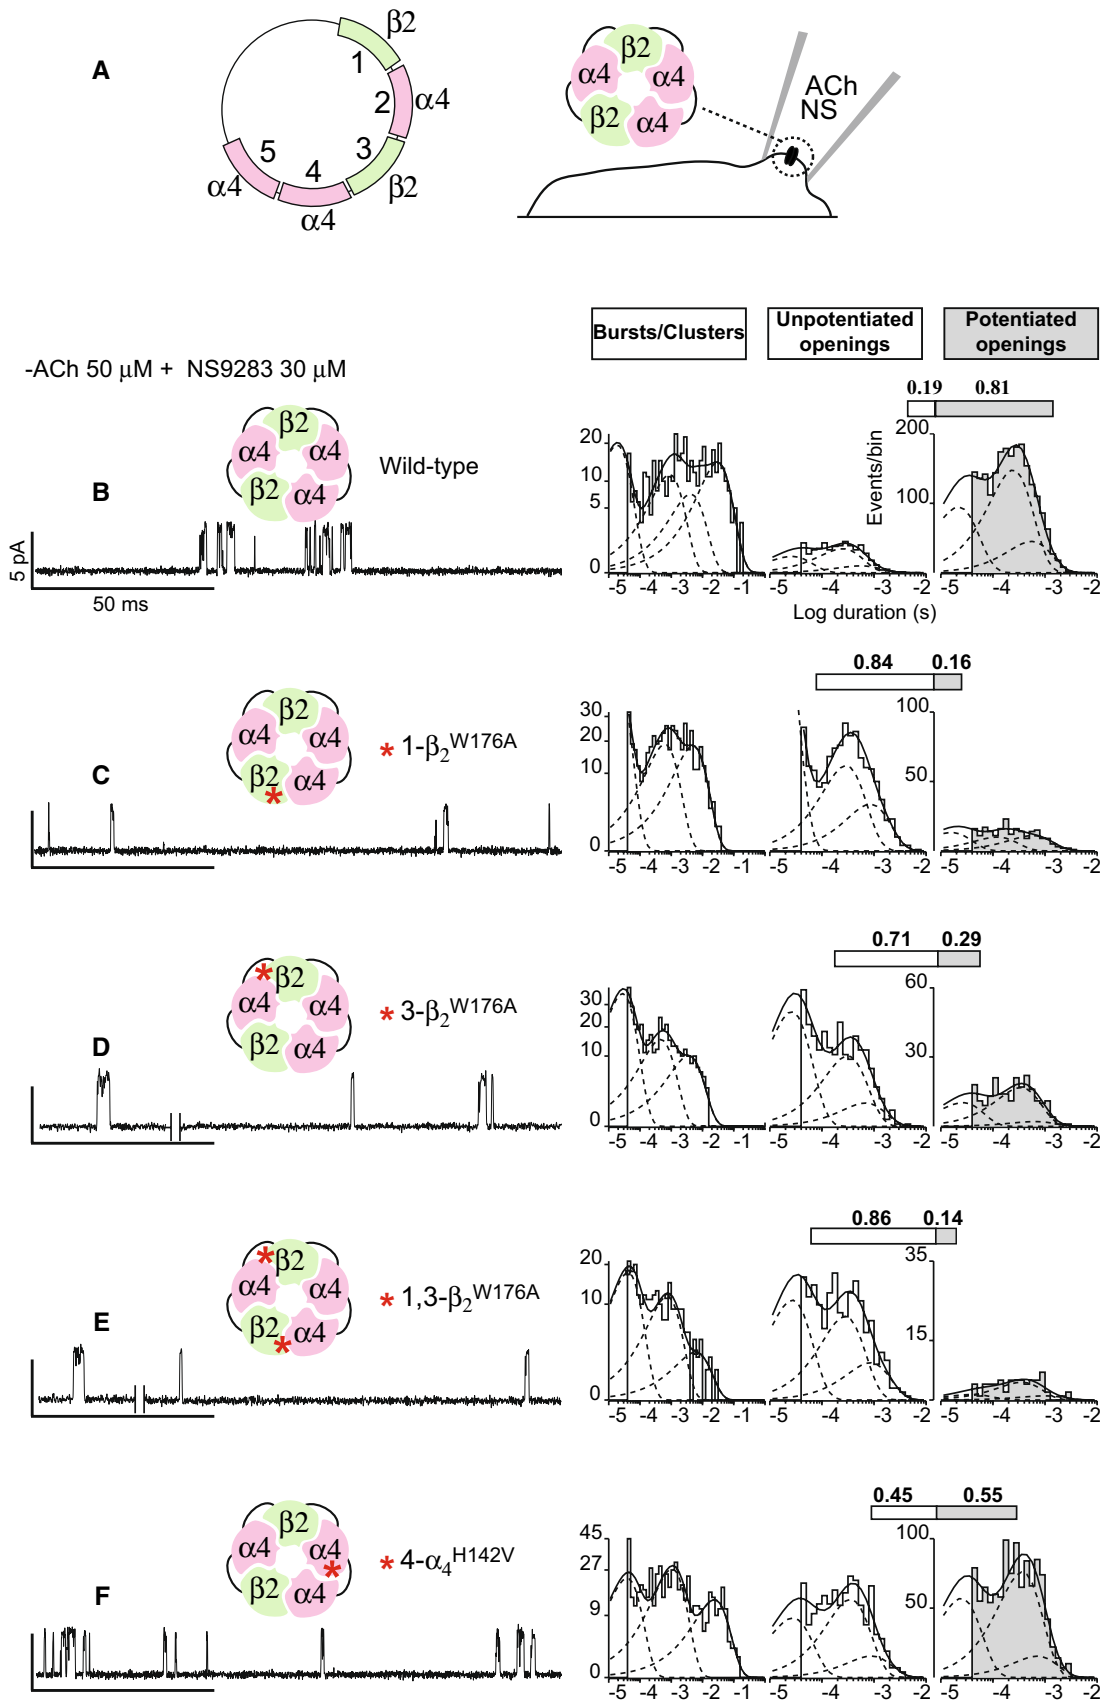 A
β2
1
2
α4
3
β2
4
α4
5
α4
β2
α4
α4
β2
α4
ACh
NS
Bursts/Clusters
Unpotentiated
openings
Potentiated
openings
-ACh 50 μM + NS9283 30 μM
B
β2
α4
α4
β2
α4
Wild-type
5 pA
50 ms
20
10
5
0
-5 -4 -3 -2 -1
-5 -4 -3 -2
Log duration (s)
0.19 0.81
Events/bin
200
100
-5 -4 -3 -2
C
β2
α4
α4
β2
α4
*
* 1-β2W176A
30
20
10
0
-5 -4 -3 -2 -1
0.84 0.16
-5 -4 -3 -2
100
50
-5 -4 -3 -2
D
*
β2
α4
α4
β2
α4
* 3-β2W176A
30
20
10
0
-5 -4 -3 -2 -1
0.71 0.29
-5 -4 -3 -2
60
30
-5 -4 -3 -2
E
*
β2
α4
α4
β2
α4
*
* 1,3-β2W176A
20
10
0
-5 -4 -3 -2 -1
0.86 0.14
-5 -4 -3 -2
35
15
-5 -4 -3 -2
F
β2
α4
α4
*
β2
α4
* 4-α4H142V
45
27
9
0
-5 -4 -3 -2 -1
0.45 0.55
-5 -4 -3 -2
100
50
-5 -4 -3 -2